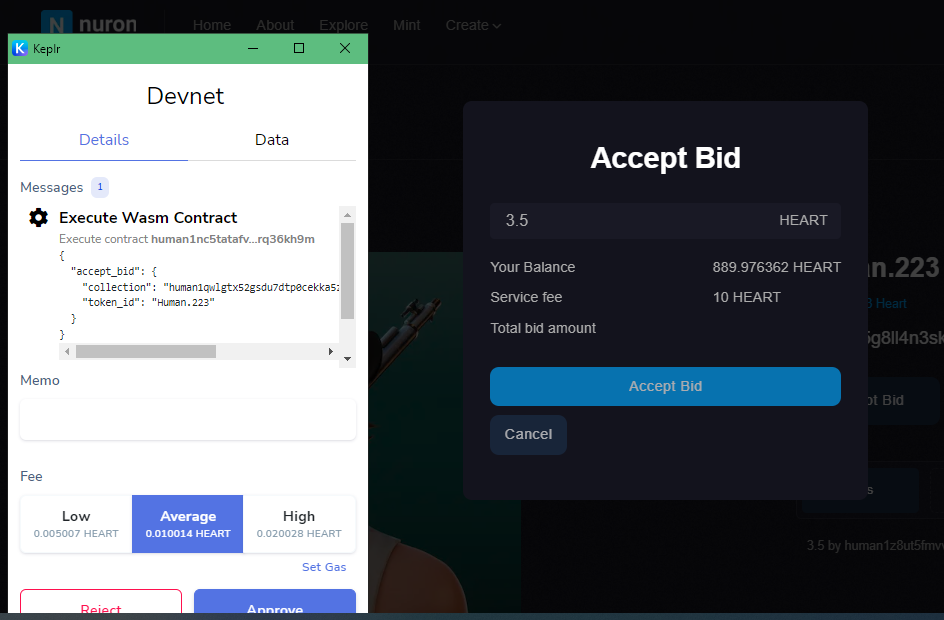 N nuron
Home About Explore Mint Create
K Keplr
Devnet
Details Data
Messages 1
Execute Wasm Contract
Execute contract human1nc5tatafv...rq36kh9m
{
"accept_bid": {
"collection": "human1qwlgtx52gsdu7dtp0cekka5
"token_id": "Human.223"
}
}
Memo
Fee
Low Average High
0.005007 HEART 0.010014 HEART 0.020028 HEART
Set Gas
Reject Approve
Accept Bid
3.5 HEART
Your Balance 889.976362 HEART
Service fee 10 HEART
Total bid amount
Accept Bid
Cancel
n.223
Heart
g8ll4n3sk
pt Bid
s
3.5 by human1z8ut5fmv